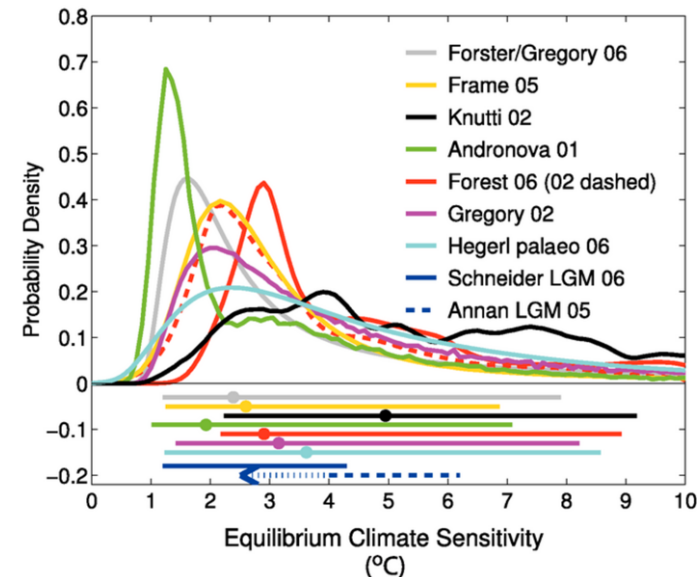 0.8
0.7
0.6
0.5
0.4
0.3
0.2
0.1
0
−0.1
−0.2
Probability Density
Forster/Gregory 06
Frame 05
Knutti 02
Andronova 01
Forest 06 (02 dashed)
Gregory 02
Hegerl palaeo 06
Schneider LGM 06
Annan LGM 05
0 1 2 3 4 5 6 7 8 9 10
Equilibrium Climate Sensitivity
(ºC)